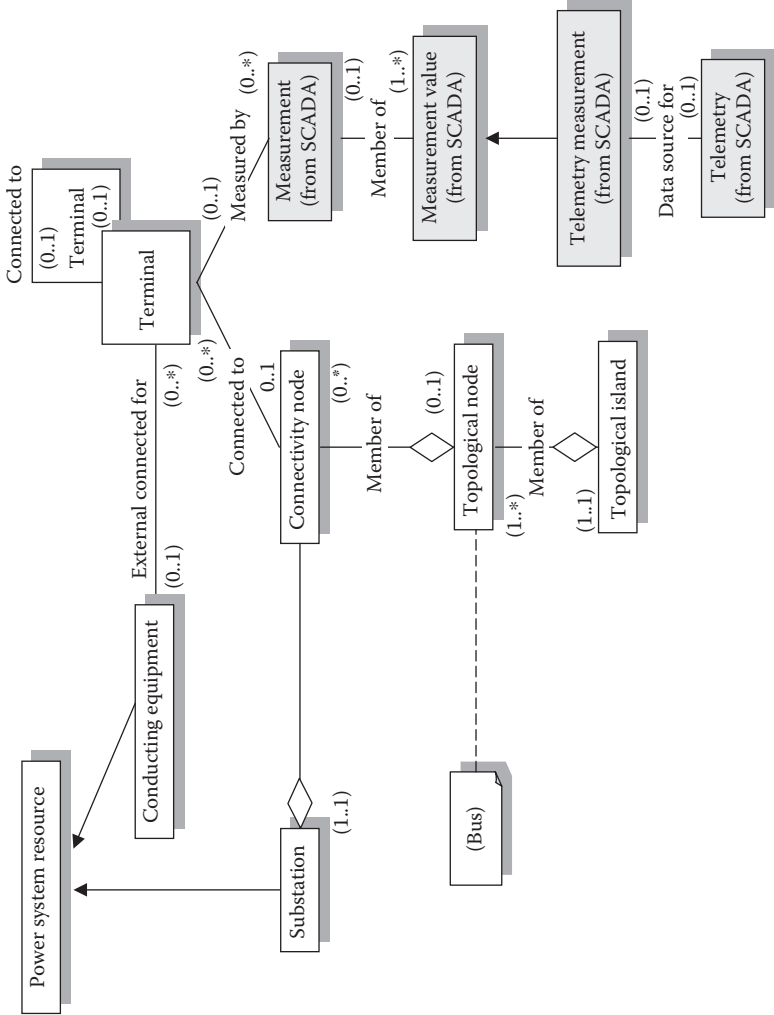 Connected to
(0..1)
Terminal
(0..1)
Terminal
(0..1)
Measured by
(0..*)
Measurement
(from SCADA)
(0..1)
Member of
(1..*)
Measurement value
(from SCADA)
Telemetry measurement
(from SCADA)
(0..1)
Data source for
(0..1)
Telemetry
(from SCADA)
External connected for
(0..*)
(0..1)
(0..*)
Connected to
0..1
Connectivity node
(0..*)
Member of
(0..1)
Topological node
(1..*)
Member of
(1..1)
Topological island
Power system resource
Conducting equipment
Substation
(1..1)
(Bus)